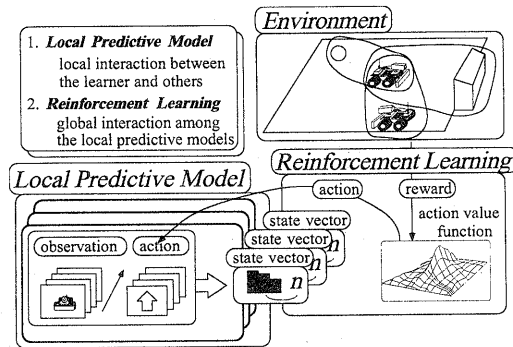 1. Local Predictive Model
local interaction between
the learner and others
2. Reinforcement Learning
global interaction among
the local predictive models
Environment
Reinforcement Learning
action
reward
action value
function
Local Predictive Model
observation
action
state vector
n
state vector
n
state vector
n